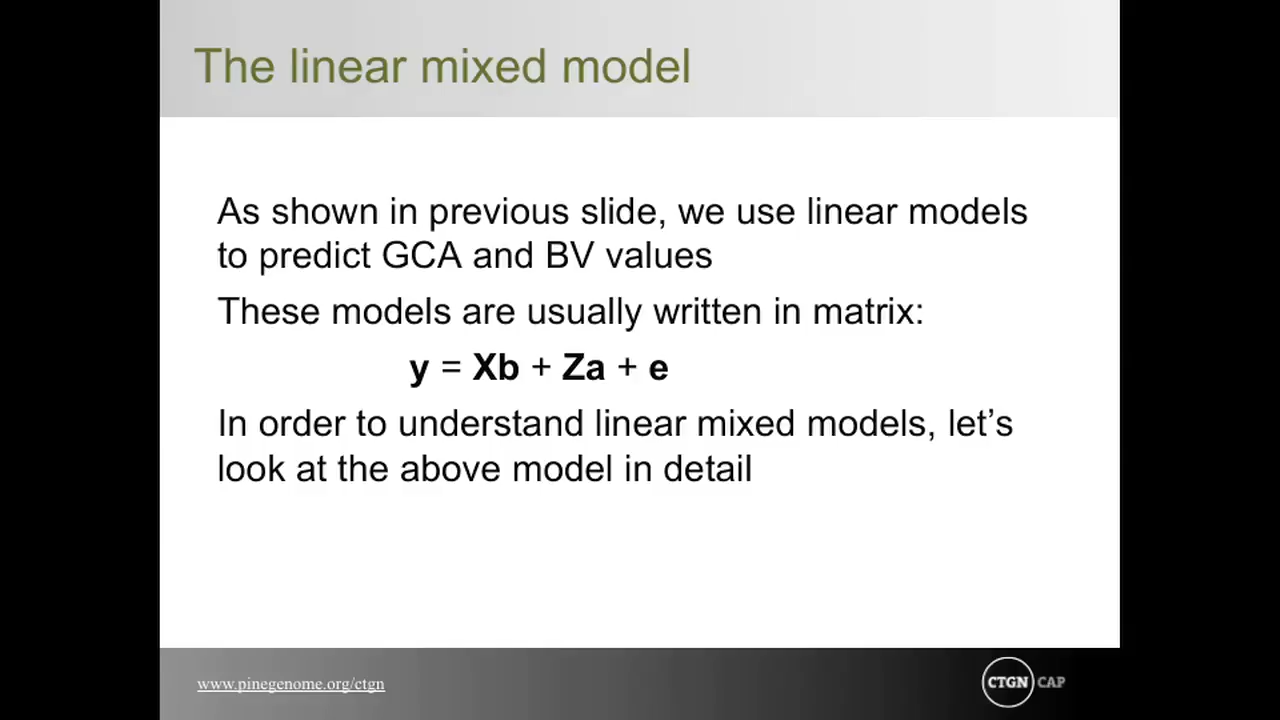 The linear mixed model
As shown in previous slide, we use linear models
to predict GCA and BV values
These models are usually written in matrix:
y = Xb + Za + e
In order to understand linear mixed models, let’s
look at the above model in detail
www.pinegenome.org/ctgn
CTGN CAP